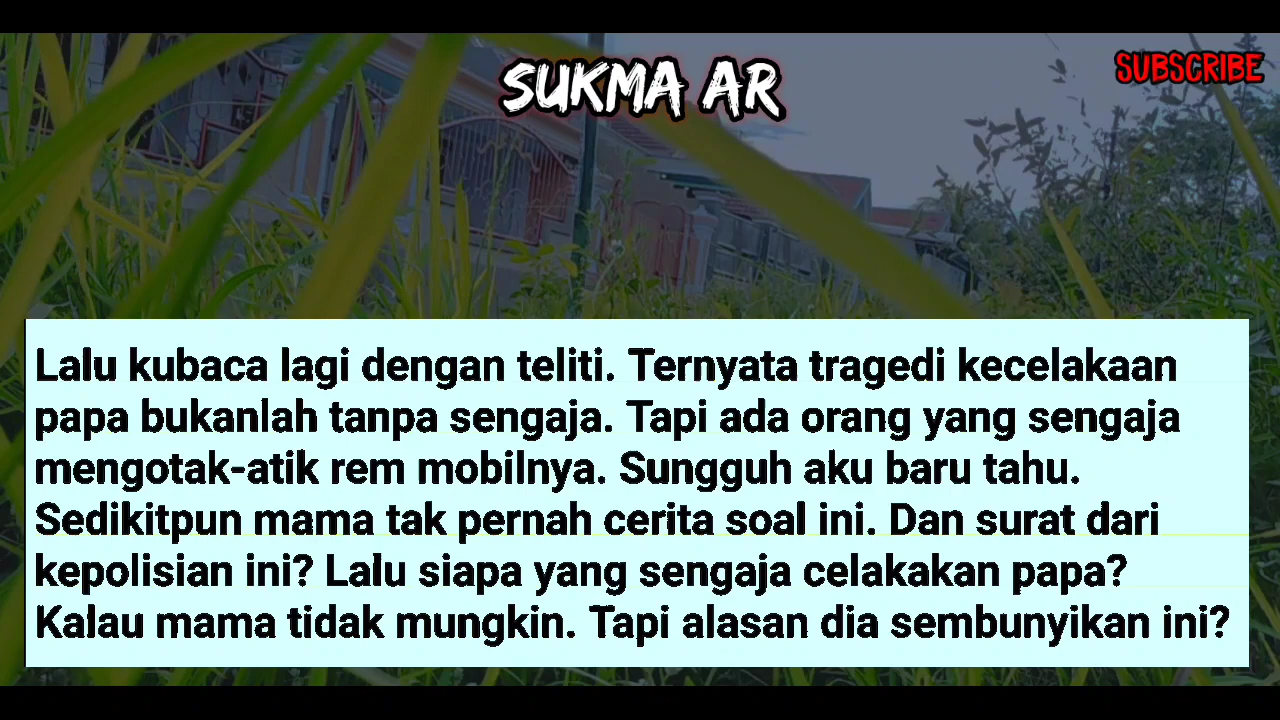 SUKMA AR
SUBSCRIBE
Lalu kubaca lagi dengan teliti. Ternyata tragedi kecelakaan
papa bukanlah tanpa sengaja. Tapi ada orang yang sengaja
mengotak-atik rem mobilnya. Sungguh aku baru tahu.
Sedikitpun mama tak pernah cerita soal ini. Dan surat dari
kepolisian ini? Lalu siapa yang sengaja celakakan papa?
Kalau mama tidak mungkin. Tapi alasan dia sembunyikan ini?